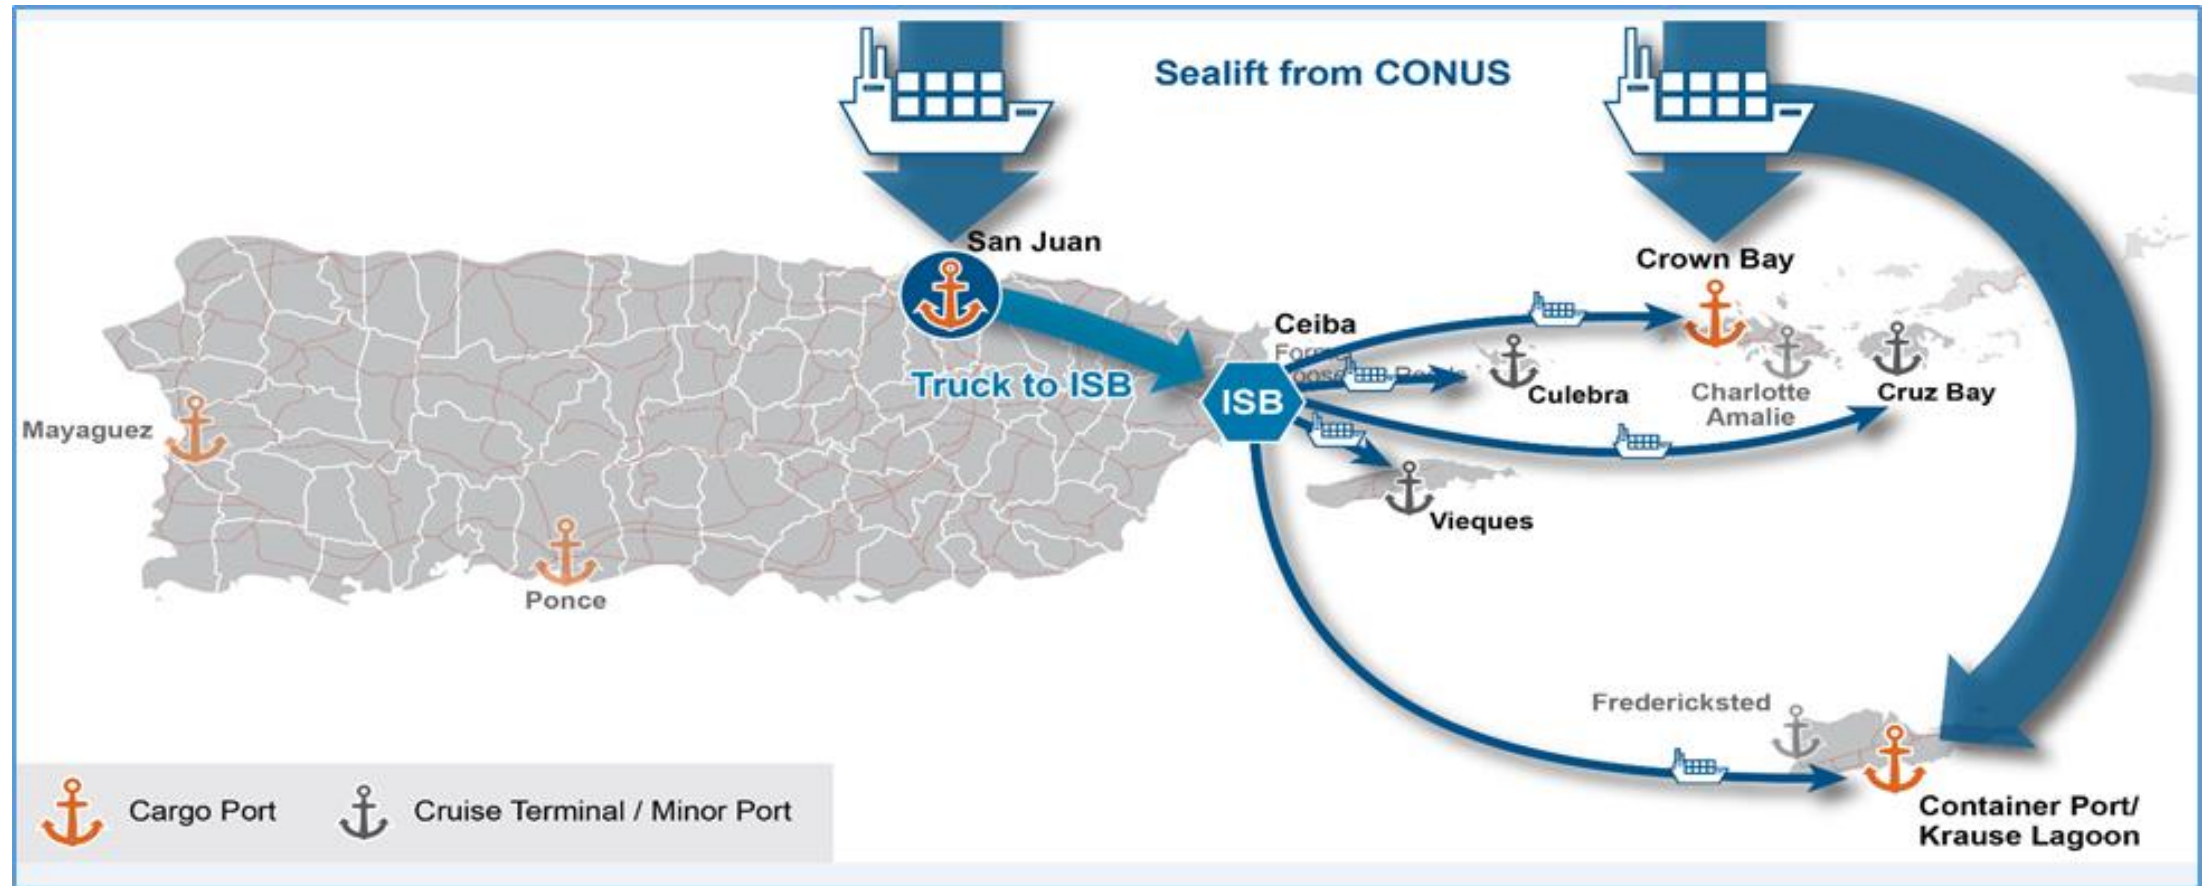 Sealift from CONUS
San Juan
Crown Bay
Ceiba
Truck to ISB
ISB
Culebra
Charlotte
Amalie
Cruz Bay
Mayaguez
Vieques
Ponce
Fredericksted
Container Port/
Krause Lagoon
Cargo Port
Cruise Terminal / Minor Port